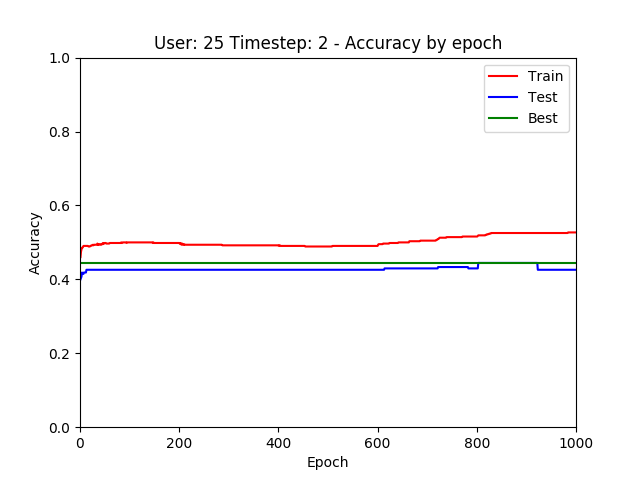 User: 25 Timestep: 2 - Accuracy by epoch
1.0
0.8
0.6
0.4
0.2
0.0
Accuracy
Train
Test
Best
0 200 400 600 800 1000
Epoch